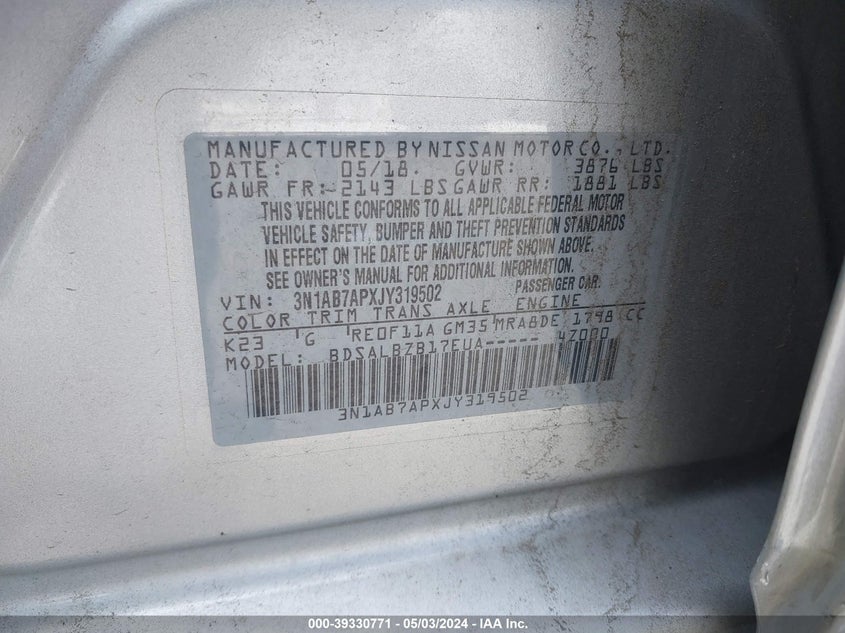 MANUFACTURED BY NISSAN MOTOR CO., LTD.
DATE: 05/18. GVWR: 3876 LBS
GAWR FR: 2143 LBS GAWR RR: 1881 LBS
THIS VEHICLE CONFORMS TO ALL APPLICABLE FEDERAL MOTOR
VEHICLE SAFETY, BUMPER AND THEFT PREVENTION STANDARDS
IN EFFECT ON THE DATE OF MANUFACTURE SHOWN ABOVE.
SEE OWNER'S MANUAL FOR ADDITIONAL INFORMATION.
VIN: 3N1AB7APXJY319502 PASSENGER CAR.
COLOR TRIM TRANS AXLE ENGINE
K23 G RE0F11A GM35 MRA8DE 1798 CC
MODEL: BDSALBZB17EUA----- 4Z000
3N1AB7APXJY319502
000-39330771 - 05/03/2024 - IAA Inc.